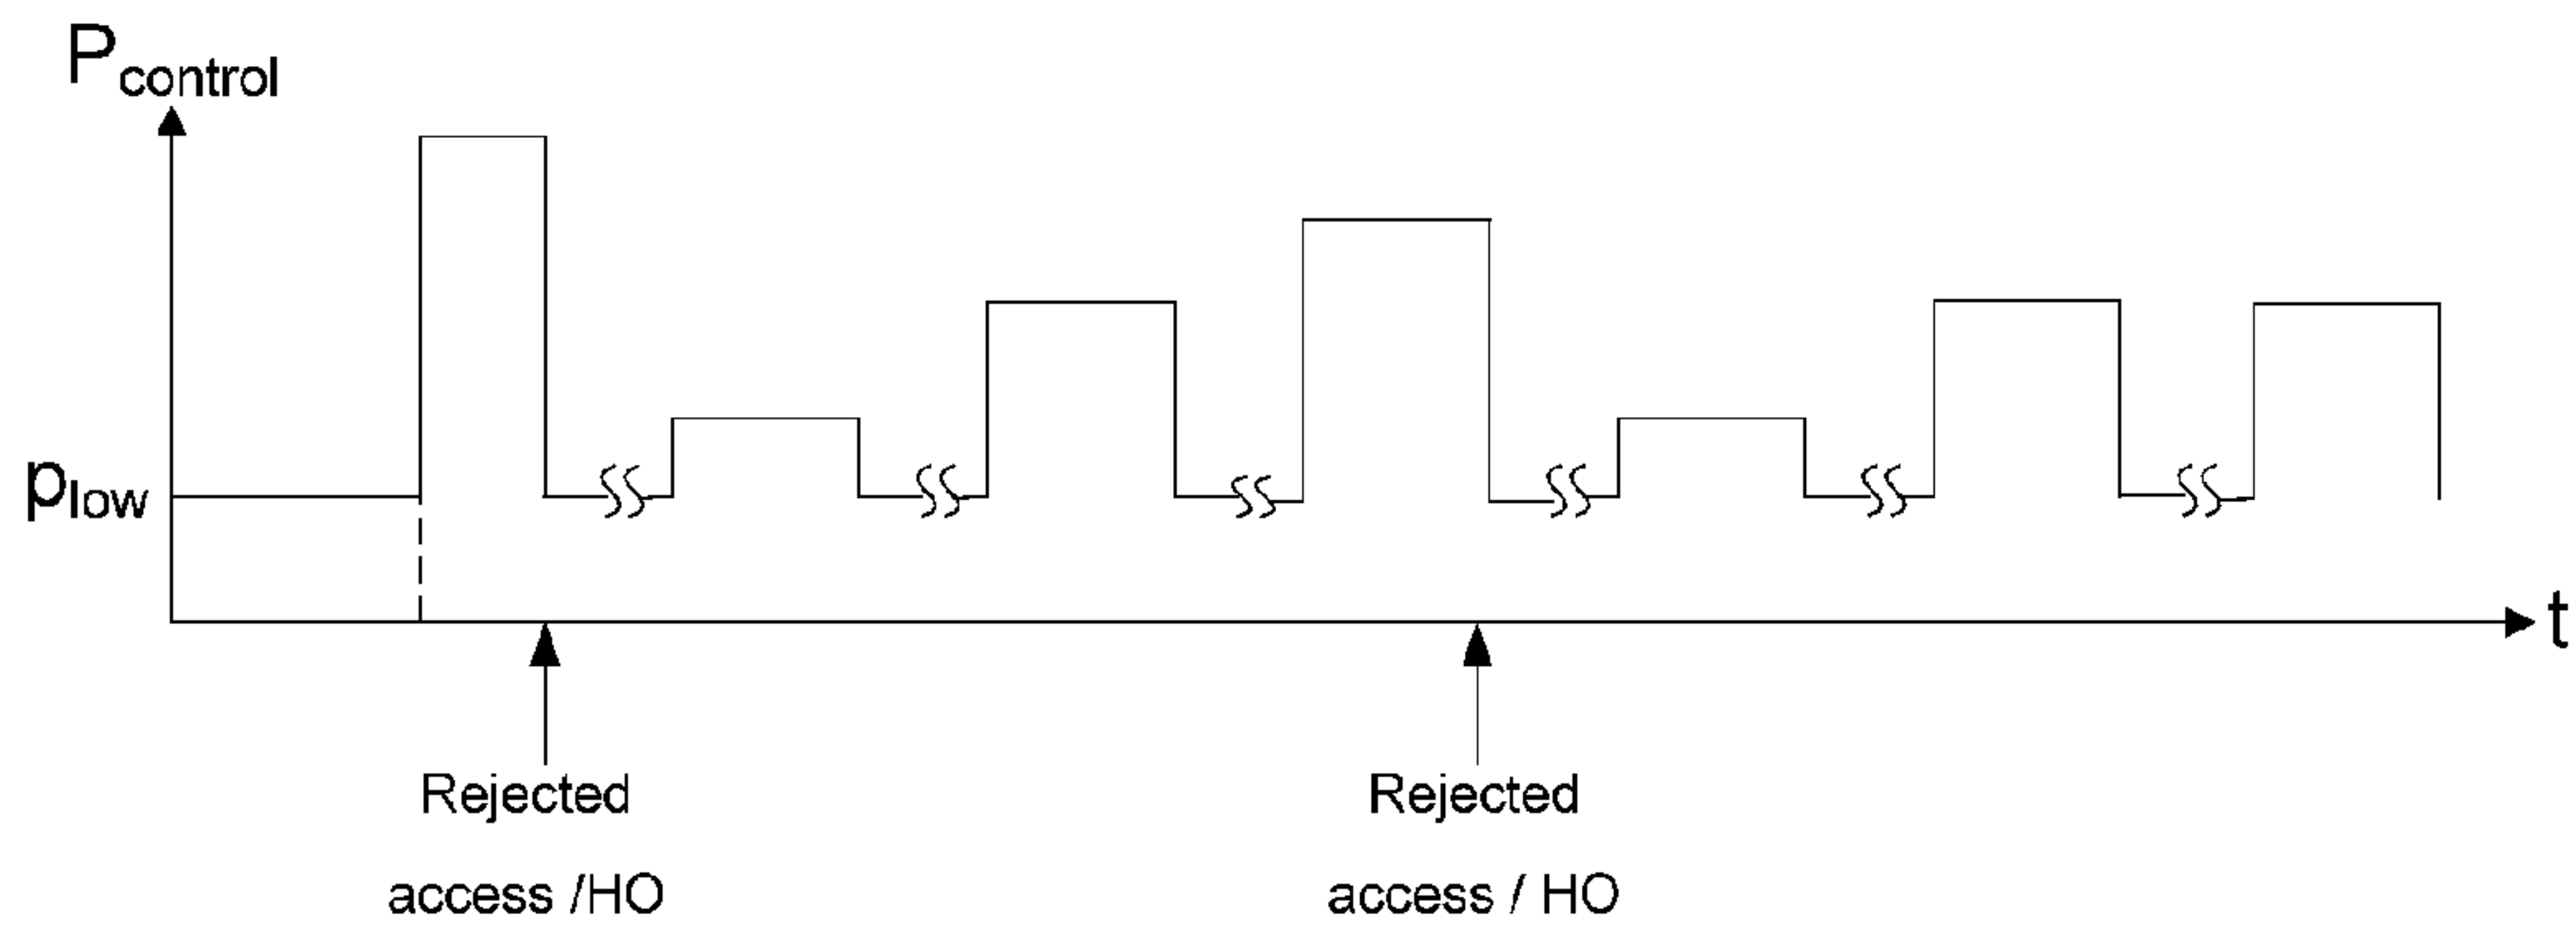 Pcontrol
plow
t
Rejected
access /HO
Rejected
access / HO